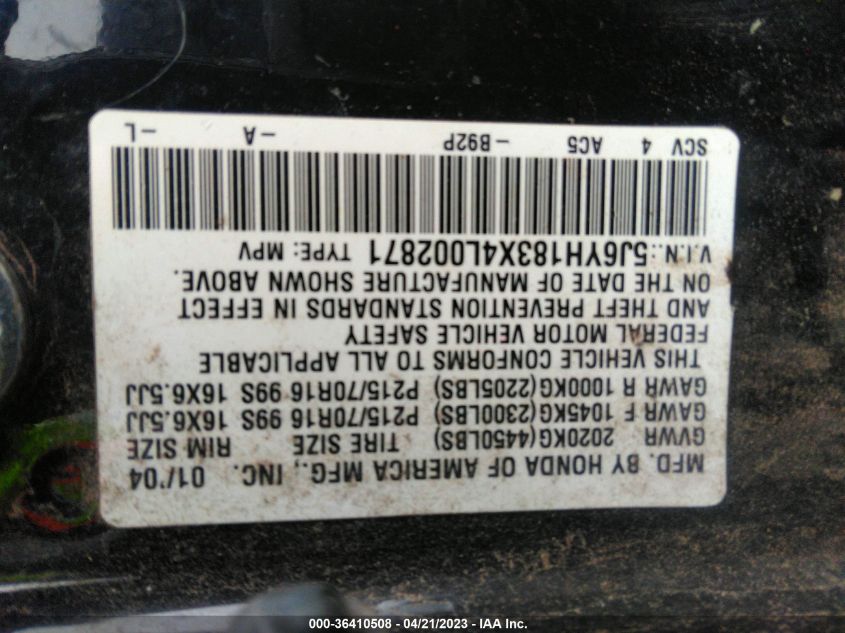 MFD. BY HONDA OF AMERICA MFG., INC. 01/'04
GVWR 2020KG(4450LBS) TIRE SIZE RIM SIZE
GAWR F 1045KG(2300LBS) P215/70R16 99S 16X6.5JJ
GAWR R 1000KG(2205LBS) P215/70R16 99S 16X6.5JJ
THIS VEHICLE CONFORMS TO ALL APPLICABLE
FEDERAL MOTOR VEHICLE SAFETY
AND THEFT PREVENTION STANDARDS IN EFFECT
ON THE DATE OF MANUFACTURE SHOWN ABOVE.
V.I.N.:5J6YH183X4L002871 TYPE: MPV
SCV 4 AC5 -B92P -A -L
000-36410508 - 04/21/2023 - IAA Inc.